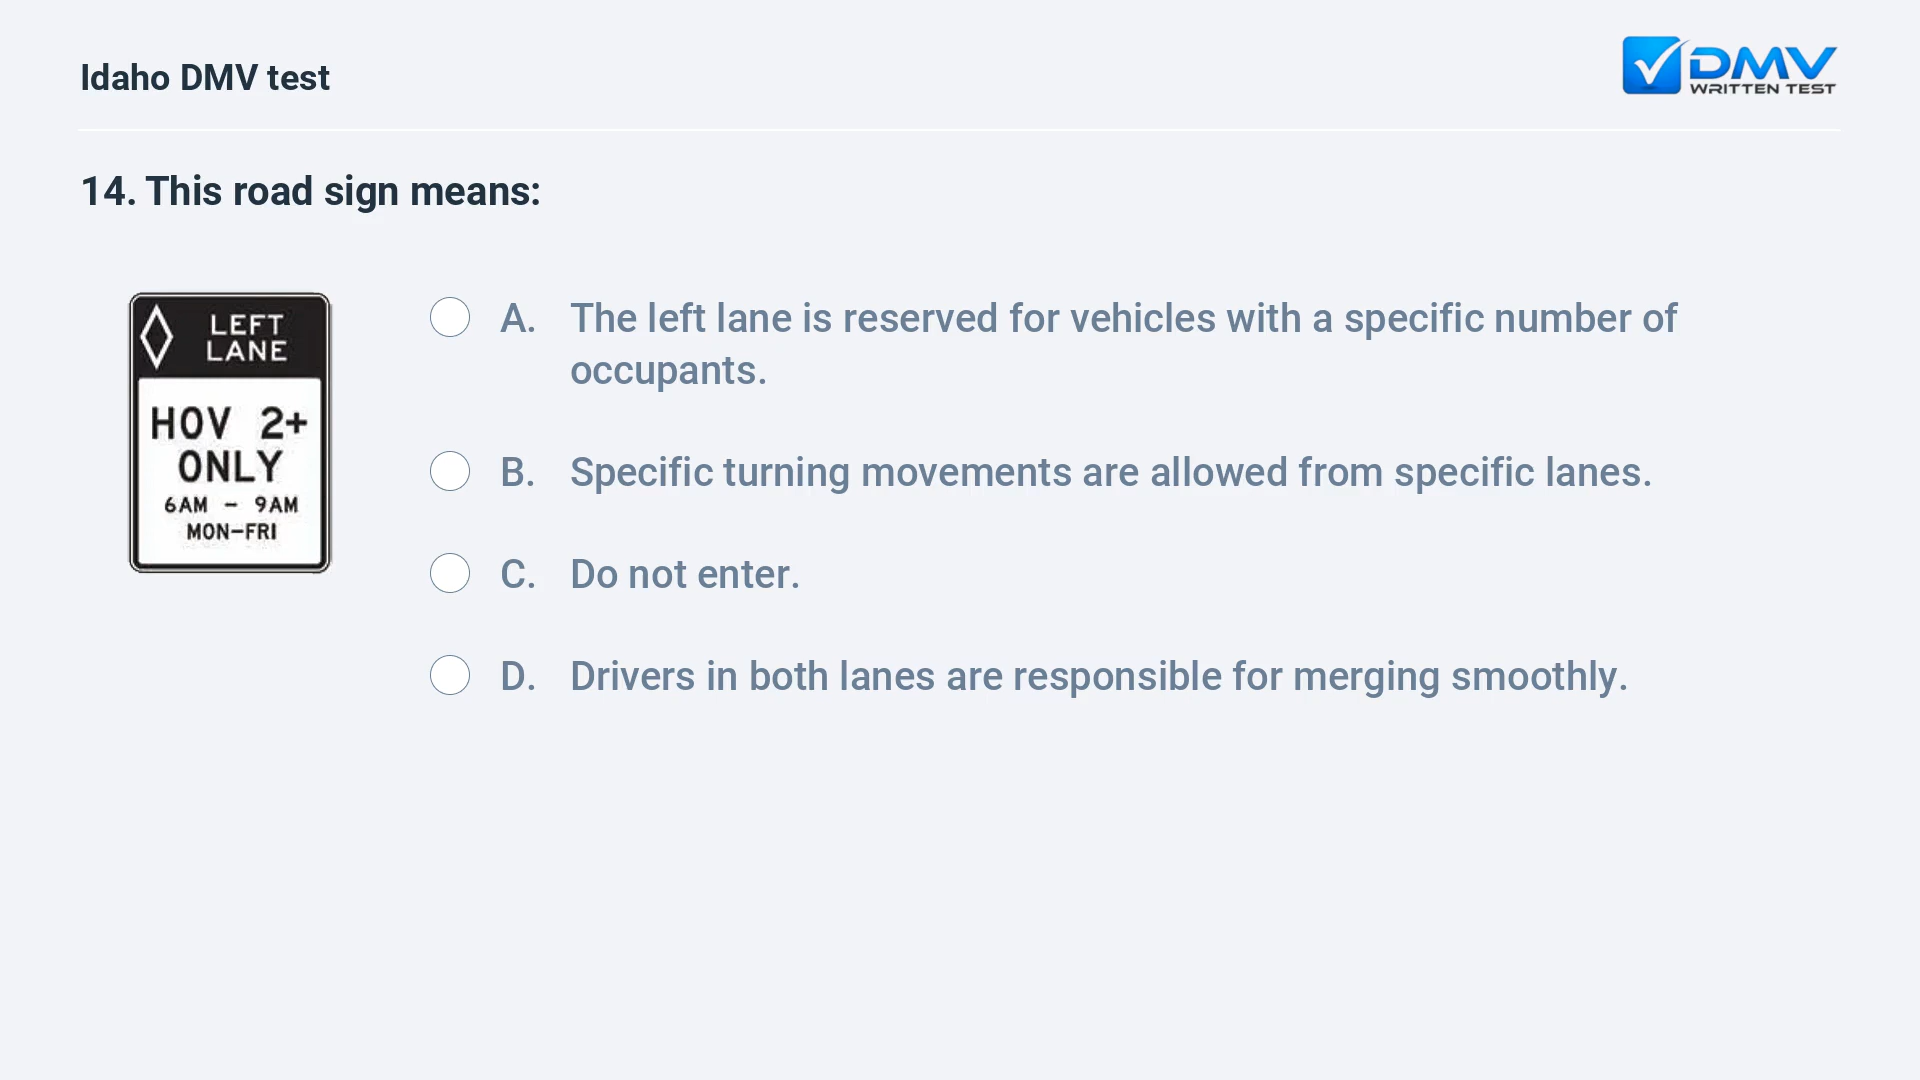 Idaho DMV test
DMV
WRITTEN TEST
14. This road sign means:
LEFT
LANE
HOV 2+
ONLY
6AM - 9AM
MON-FRI
A. The left lane is reserved for vehicles with a specific number of
occupants.
B. Specific turning movements are allowed from specific lanes.
C. Do not enter.
D. Drivers in both lanes are responsible for merging smoothly.